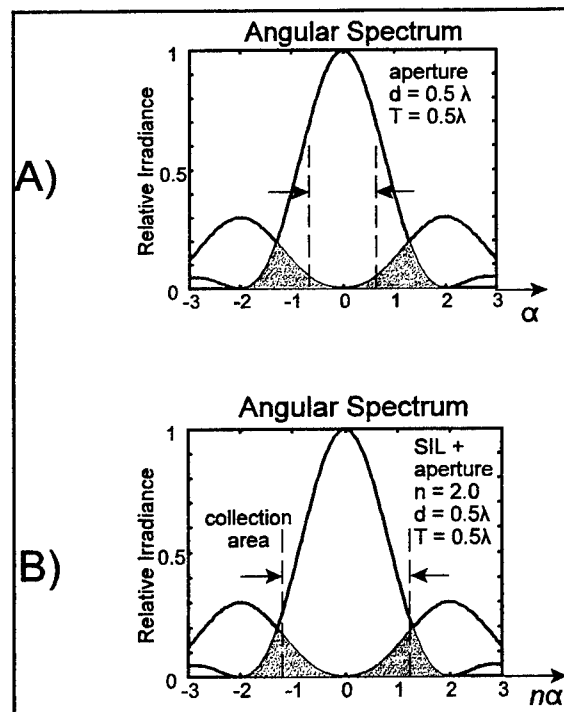 Angular Spectrum
A)
Relative Irradiance
1
0.5
0
aperture
d = 0.5 λ
T = 0.5λ
-3 -2 -1 0 1 2 3
α
Angular Spectrum
B)
Relative Irradiance
1
0.5
0
collection
area
SIL +
aperture
n = 2.0
d = 0.5λ
T = 0.5λ
-3 -2 -1 0 1 2 3
nα